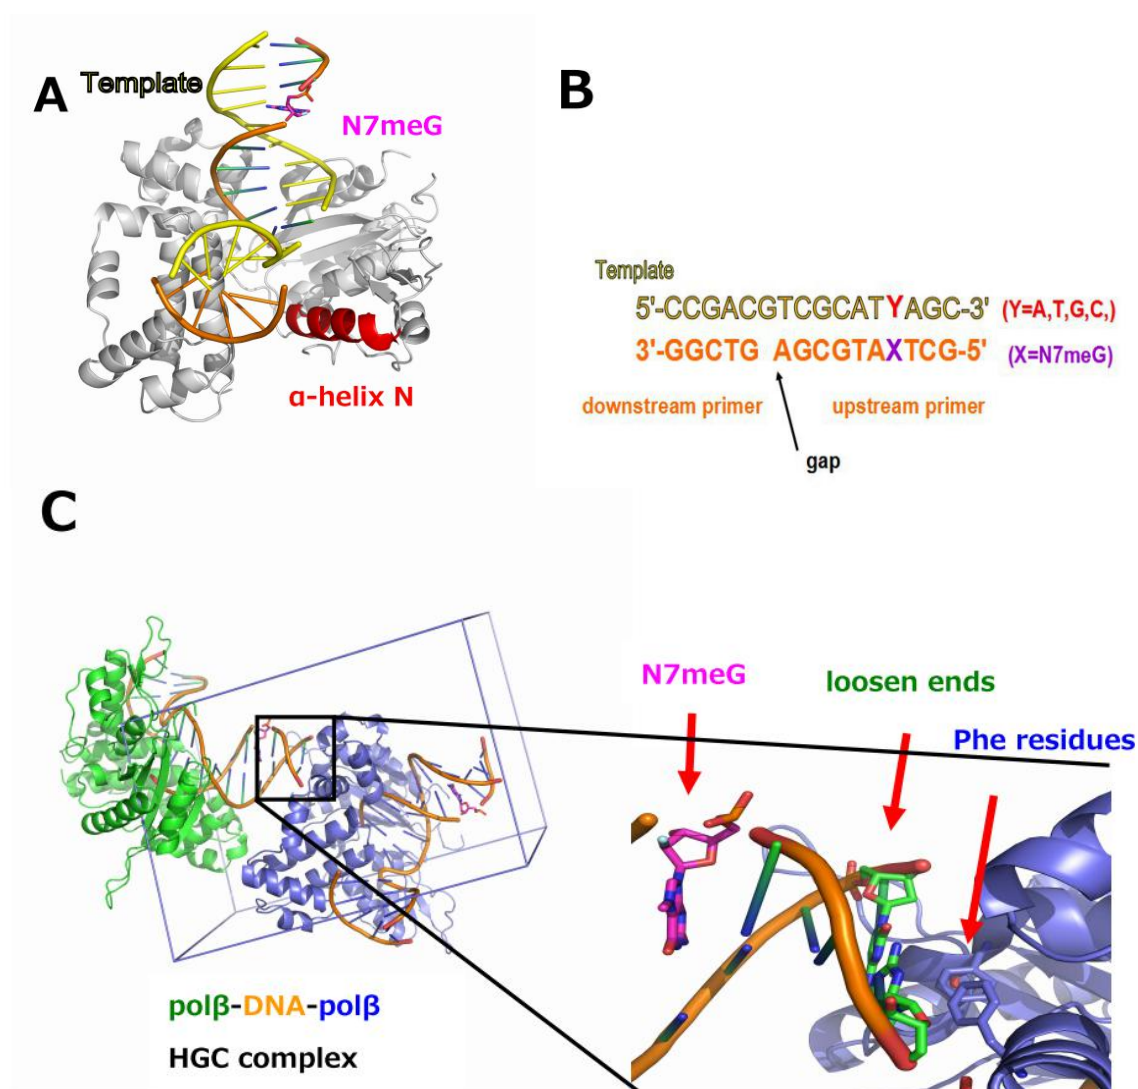 A
Template
N7meG
α-helix N
B
Template
5'-CCGACGTCGCATYAGC-3' (Y=A,T,G,C,)
3'-GGCTG AGCGTAXTCG-5' (X=N7meG)
downstream primer upstream primer
gap
C
N7meG
loosen ends
Phe residues
polβ-DNA-polβ
HGC complex